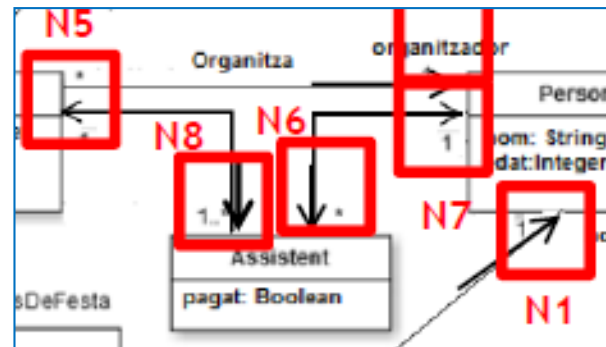 N5
organitzador
Organitza
*
Person
N8
N6
1
nom: String
dat:Integer
1..*
*
N7
Assistent
1
pagat: Boolean
sDeFesta
N1